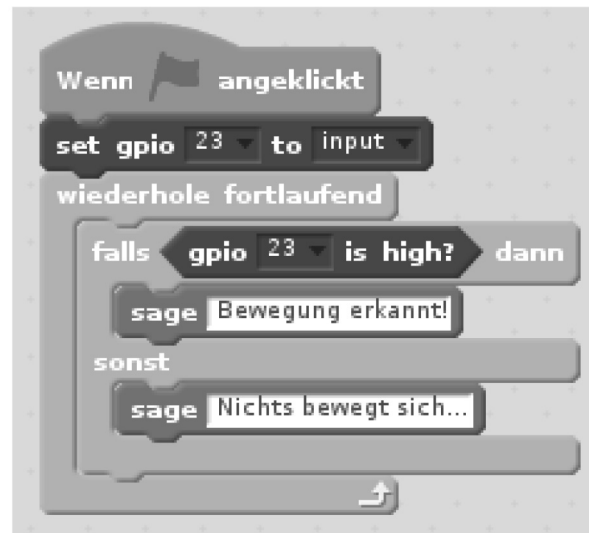 Wenn angeklickt
set gpio 23 to input
wiederhole fortlaufend
falls gpio 23 is high? dann
sage Bewegung erkannt!
sonst
sage Nichts bewegt sich...